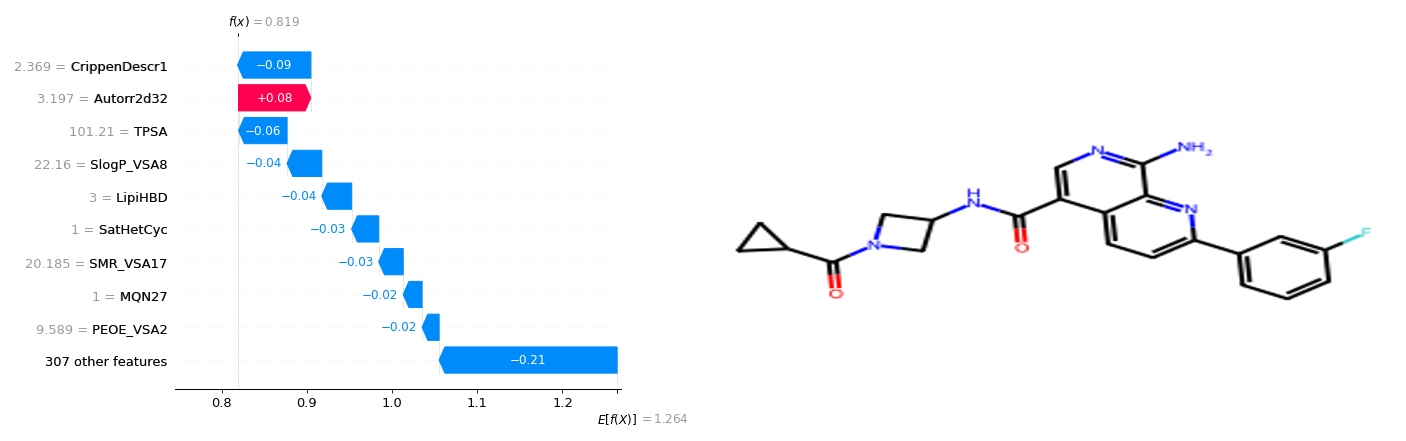 f(x) = 0.819
2.369 = CrippenDescr1
−0.09
3.197 = Autorr2d32
+0.08
101.21 = TPSA
−0.06
22.16 = SlogP_VSA8
−0.04
3 = LipiHBD
−0.04
1 = SatHetCyc
−0.03
20.185 = SMR_VSA17
−0.03
1 = MQN27
−0.02
9.589 = PEOE_VSA2
−0.02
307 other features
−0.21
0.8 0.9 1.0 1.1 1.2
E[f(X)] = 1.264
N
NH₂
H
N
N
N
O
O
F